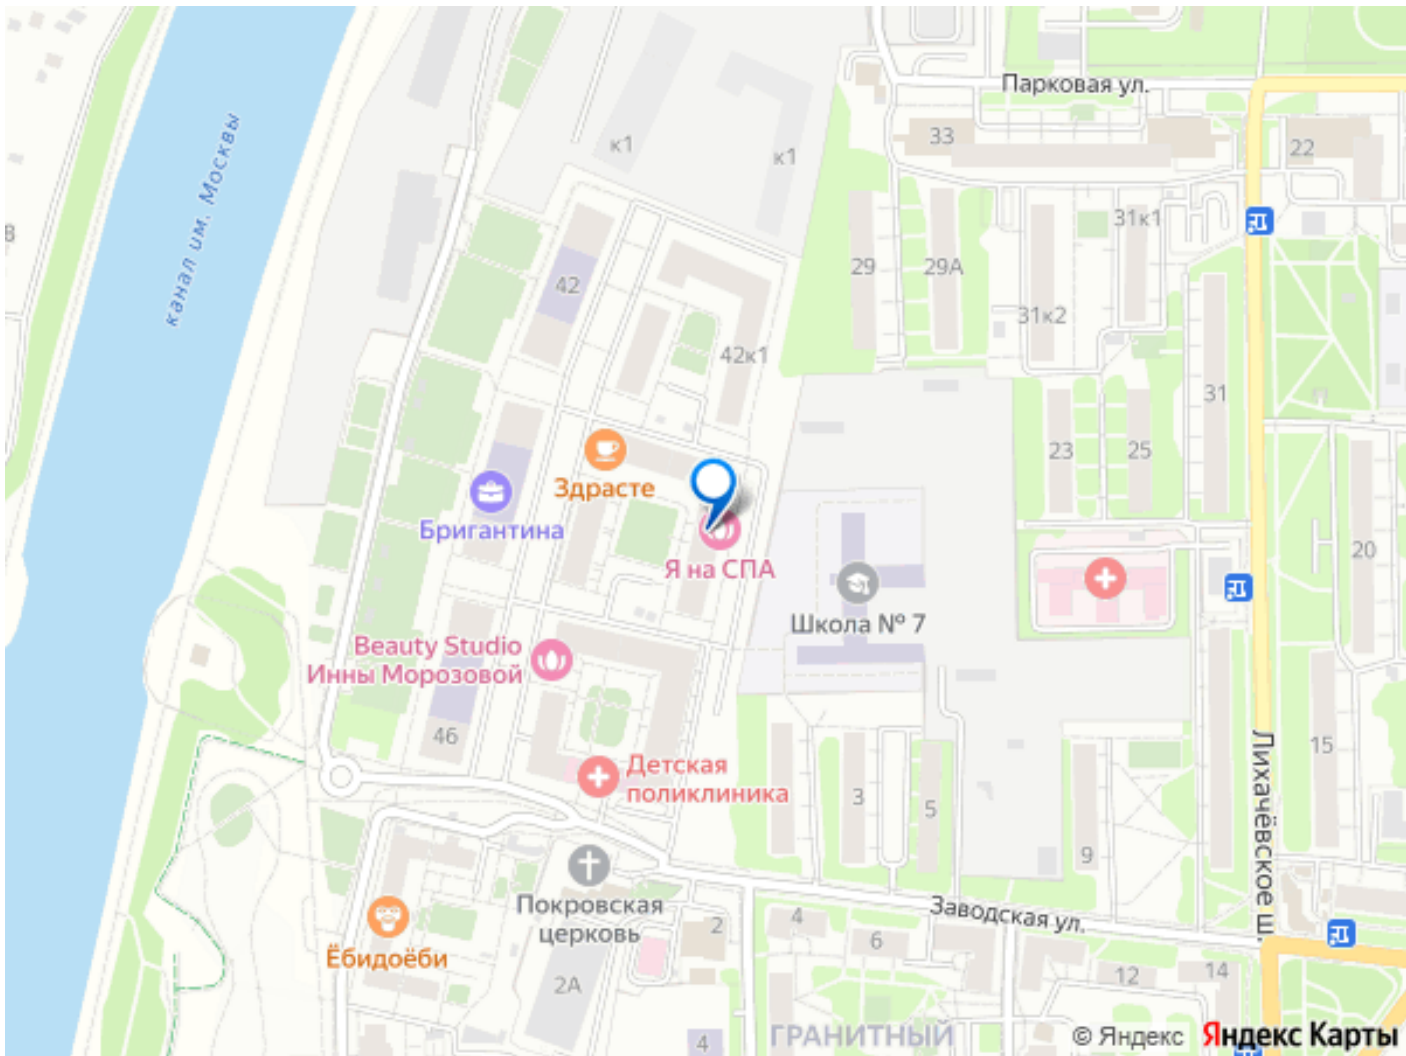 Парковая ул.
33
22
к1
к1
канал им. Москвы
8
31к1
42
29
29А
31к2
42к1
31
23
25
Здрасте
Бригантина
20
Я на СПА
Школа № 7
Beauty Studio
Инны Морозовой
46
Детская
поликлиника
3
5
9
15
Лихачёвское ш.
Покровская
церковь
2
4
6
Заводская ул.
Ёбидоёби
2А
12
14
4
ГРАНИТНЫЙ
© Яндекс Яндекс Карты